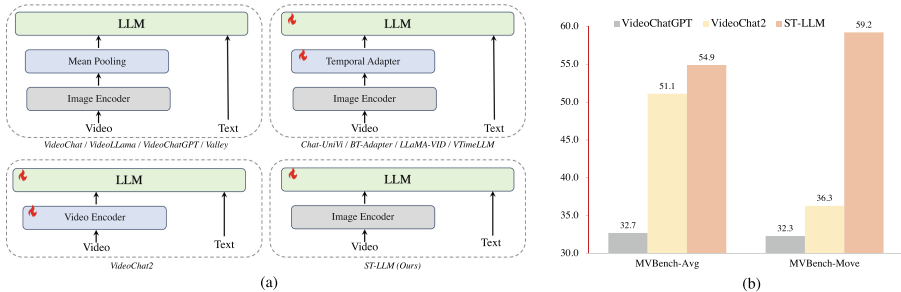 LLM
Mean Pooling
Image Encoder
Video
Text
VideoChat / VideoLLama / VideoChatGPT / Valley
LLM
Temporal Adapter
Image Encoder
Video
Text
Chat-UniVi / BT-Adapter / LLaMA-VID / VTimeLLM
LLM
Video Encoder
Video
Text
VideoChat2
LLM
Image Encoder
Video
Text
ST-LLM (Ours)
(a)
VideoChatGPT VideoChat2 ST-LLM
60.0
55.0
50.0
45.0
40.0
35.0
30.0
32.7
51.1
54.9
32.3
36.3
59.2
MVBench-Avg
MVBench-Move
(b)